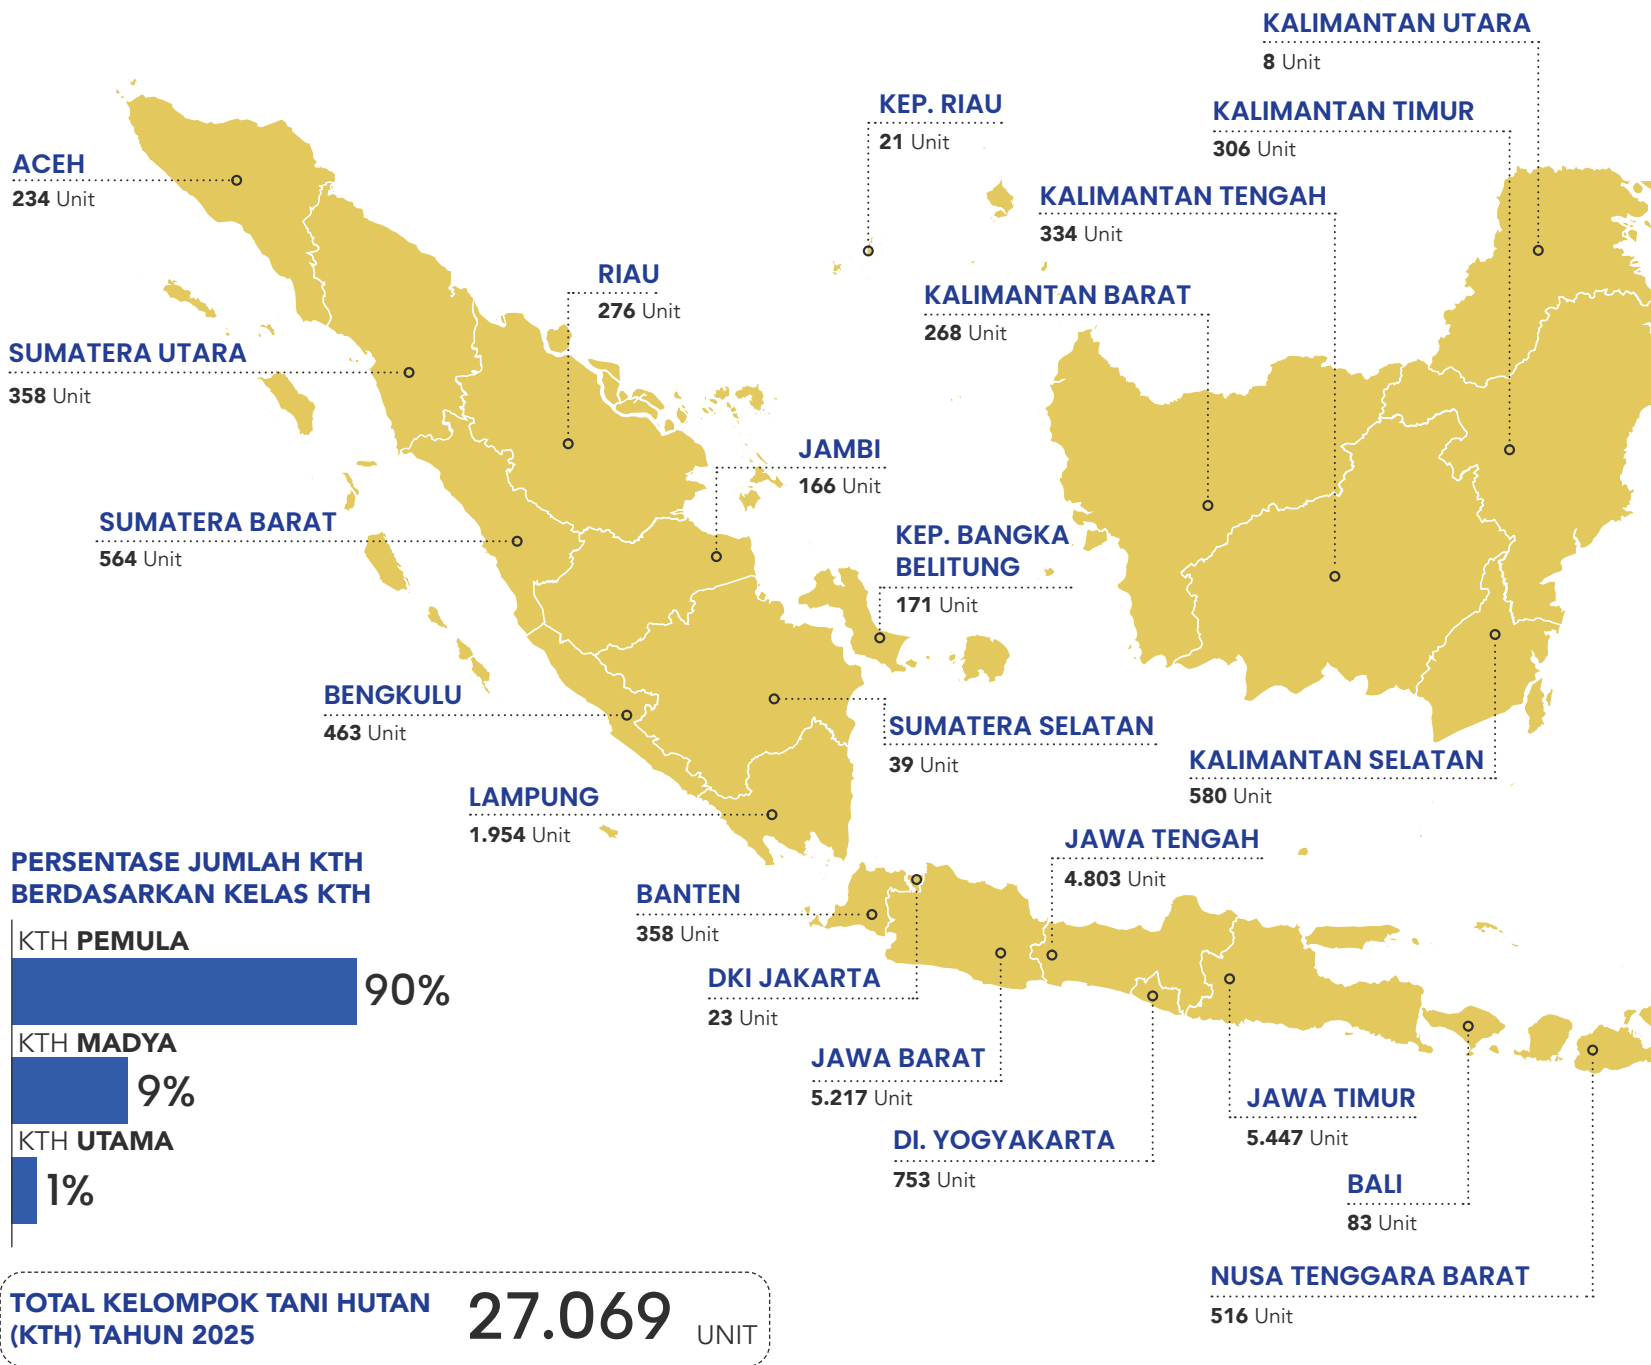 KALIMANTAN UTARA
8 Unit
KEP. RIAU
21 Unit
KALIMANTAN TIMUR
306 Unit
ACEH
234 Unit
KALIMANTAN TENGAH
334 Unit
RIAU
276 Unit
KALIMANTAN BARAT
268 Unit
SUMATERA UTARA
358 Unit
JAMBI
166 Unit
SUMATERA BARAT
564 Unit
KEP. BANGKA
BELITUNG
171 Unit
BENGKULU
463 Unit
SUMATERA SELATAN
39 Unit
KALIMANTAN SELATAN
580 Unit
LAMPUNG
1.954 Unit
JAWA TENGAH
4.803 Unit
BANTEN
358 Unit
DKI JAKARTA
23 Unit
JAWA BARAT
5.217 Unit
JAWA TIMUR
5.447 Unit
DI. YOGYAKARTA
753 Unit
BALI
83 Unit
NUSA TENGGARA BARAT
516 Unit
PERSENTASE JUMLAH KTH
BERDASARKAN KELAS KTH
KTH PEMULA
90%
KTH MADYA
9%
KTH UTAMA
1%
TOTAL KELOMPOK TANI HUTAN
(KTH) TAHUN 2025
27.069 UNIT